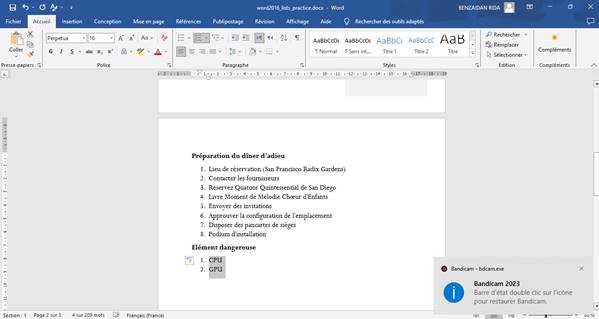 word2016_lists_practice.docx - Word
BENZAIDAN RIDA
Fichier Accueil Insertion Conception Mise en page Références Publipostage Révision Affichage Aide Rechercher des outils adaptés
Coller
Perpetua 16
AaBbCcDc AaBbCcDc AaBbCc AaBbCcC AaB
¶ Normal ¶ Sans int... Titre 1 Titre 2 Titre
Rechercher
Remplacer
Sélectionner
Compléments
Presse-papiers Police Paragraphe Styles Édition Compléments
Préparation du dîner d'adieu
1. Lieu de réservation (San Francisco Radix Gardens)
2. Contacter les fournisseurs
3. Réservez Quatuor Quintessential de San Diego
4. Livre Moment de Mélodie Chœur d'Enfants
5. Envoyer des invitations
6. Approuver la configuration de l'emplacement
7. Disposer des pancartes de sièges
8. Podium d'installation
Elément dangereuse
1. CPU
2. GPU
Bandicam - bdcam.exe
Bandicam 2023
Barre d'état double clic sur l'icône
pour restaurer Bandicam.
Section : 1 Page 2 sur 3 4 sur 209 mots Français (France)